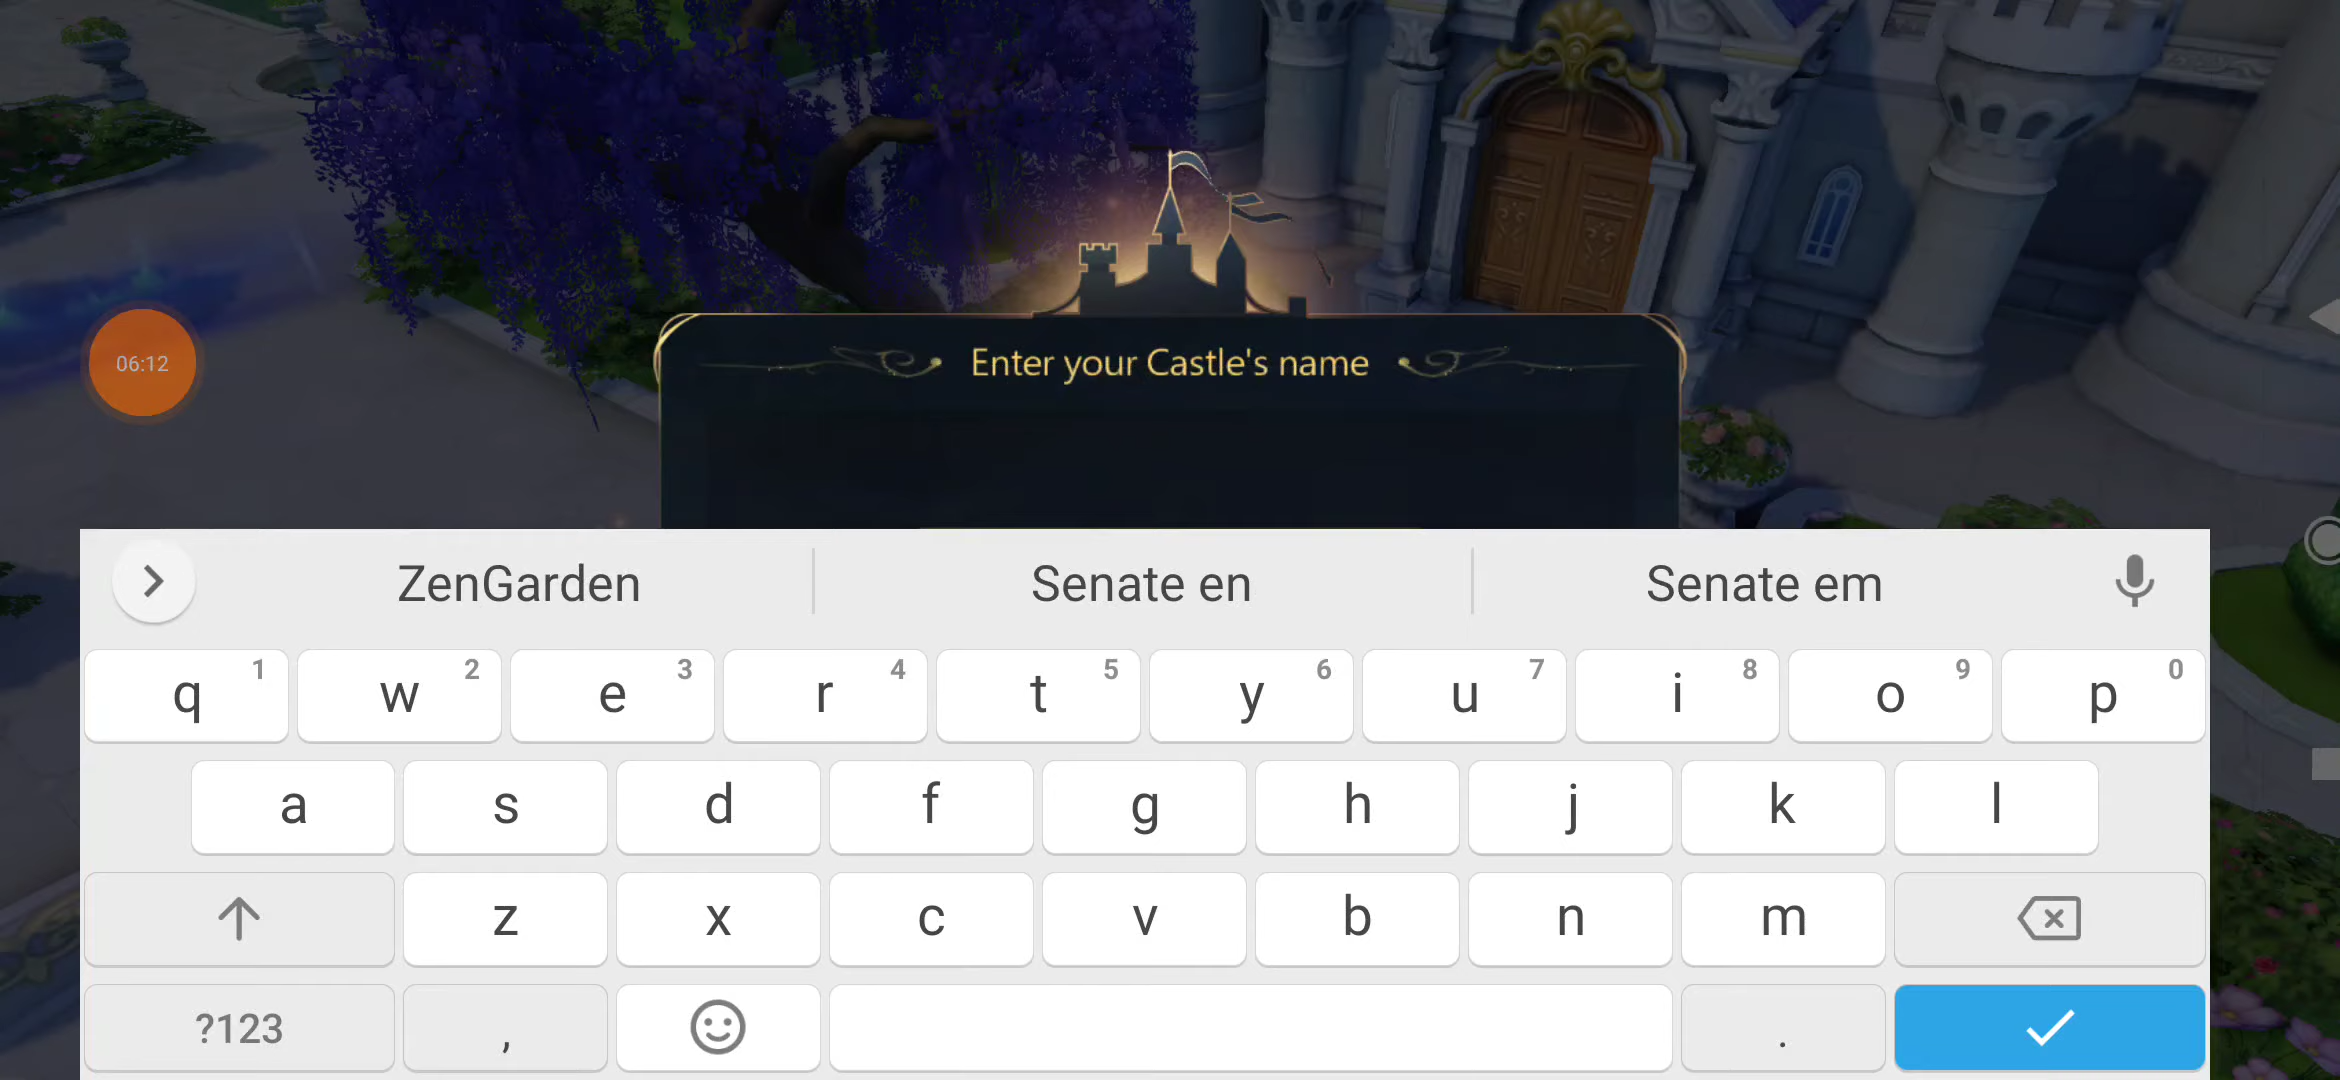 Enter your Castle's name
06:12
ZenGarden Senate en Senate em
q 1 w 2 e 3 r 4 t 5 y 6 u 7 i 8 o 9 p 0
a s d f g h j k l
z x c v b n m
?123 , .